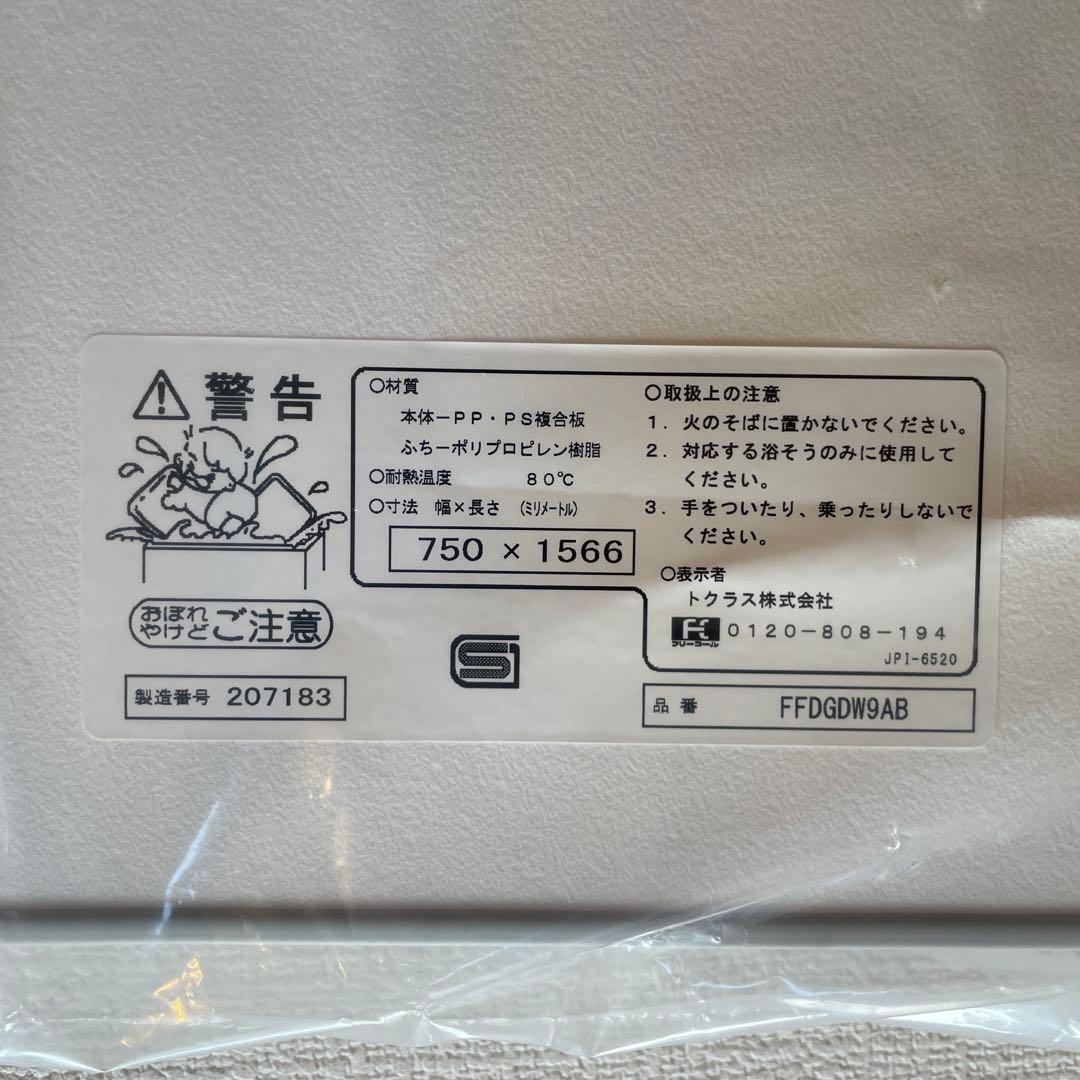 警告
おぼれ
やけど
ご注意
製造番号 207183
○材質
本体－PP・PS複合板
ふち－ポリプロピレン樹脂
○耐熱温度 80℃
○寸法 幅×長さ (ミリメートル)
750 × 1566
○取扱上の注意
1. 火のそばに置かないでください。
2. 対応する浴そうのみに使用して
ください。
3. 手をついたり、乗ったりしないで
ください。
○表示者
トクラス株式会社
フリーコール 0120-808-194
JPI-6520
品番 FFDGDW9AB